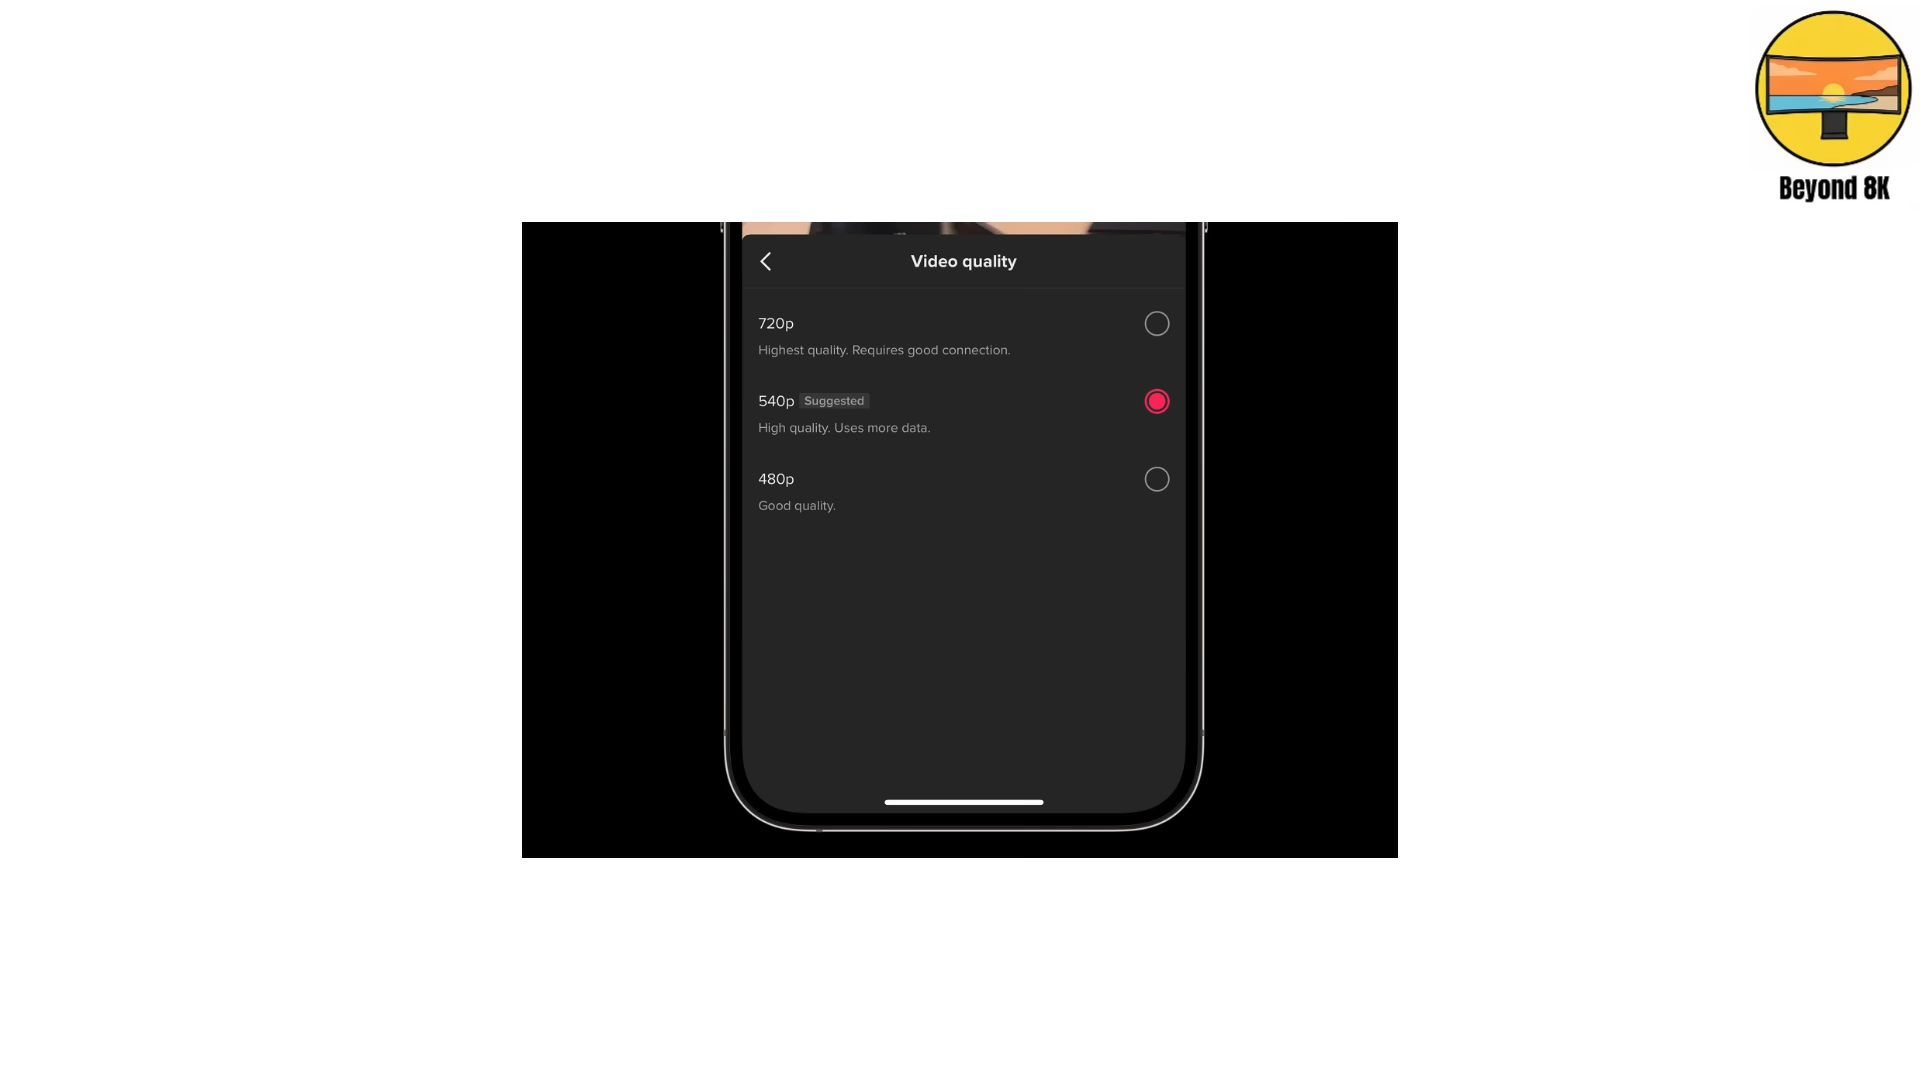 Beyond 8K
Video quality
720p
Highest quality. Requires good connection.
540p Suggested
High quality. Uses more data.
480p
Good quality.